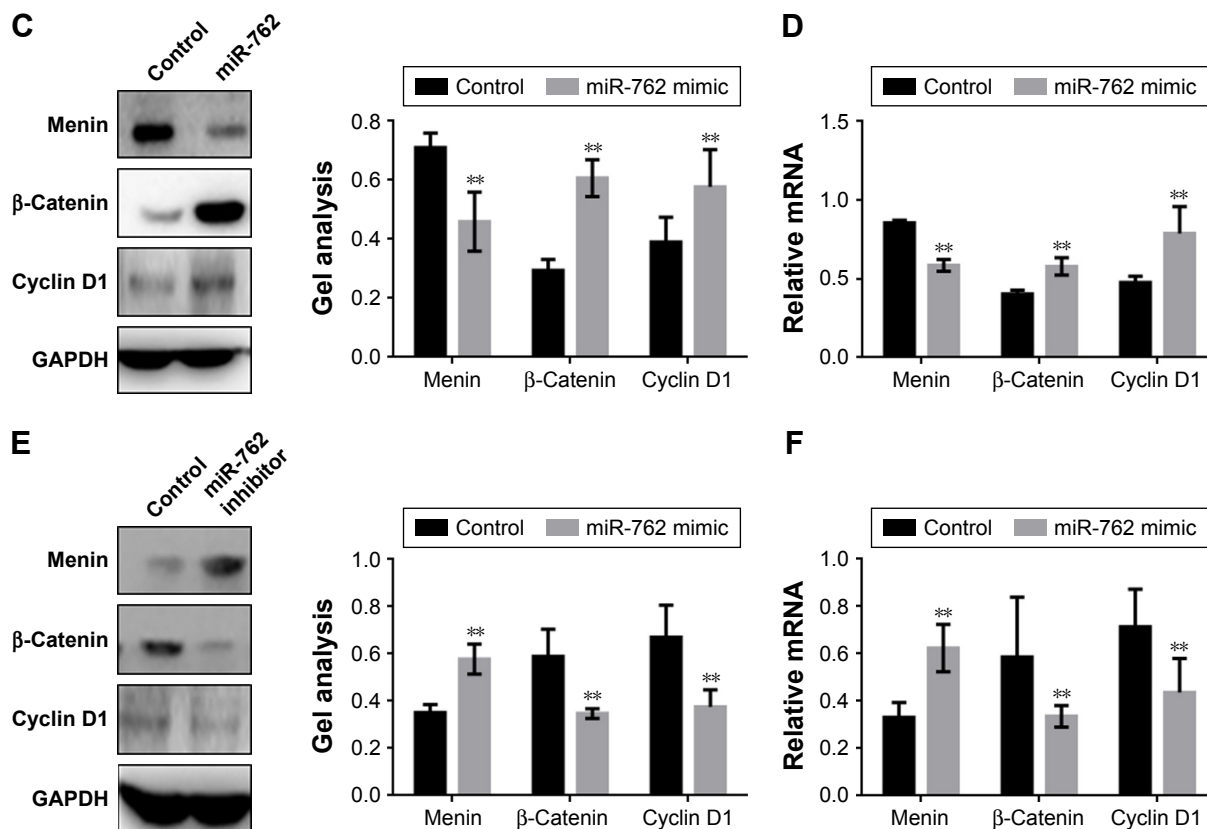 C
Control
miR-762
Menin
β-Catenin
Cyclin D1
GAPDH
Control
miR-762 mimic
Gel analysis
0.8
0.6
0.4
0.2
0.0
**
**
**
Menin
β-Catenin
Cyclin D1
D
Control
miR-762 mimic
Relative mRNA
1.5
1.0
0.5
0.0
**
**
**
Menin
β-Catenin
Cyclin D1
E
Control
miR-762
inhibitor
Menin
β-Catenin
Cyclin D1
GAPDH
Control
miR-762 mimic
Gel analysis
1.0
0.8
0.6
0.4
0.2
0.0
**
**
**
Menin
β-Catenin
Cyclin D1
F
Control
miR-762 mimic
Relative mRNA
1.0
0.8
0.6
0.4
0.2
0.0
**
**
**
Menin
β-Catenin
Cyclin D1